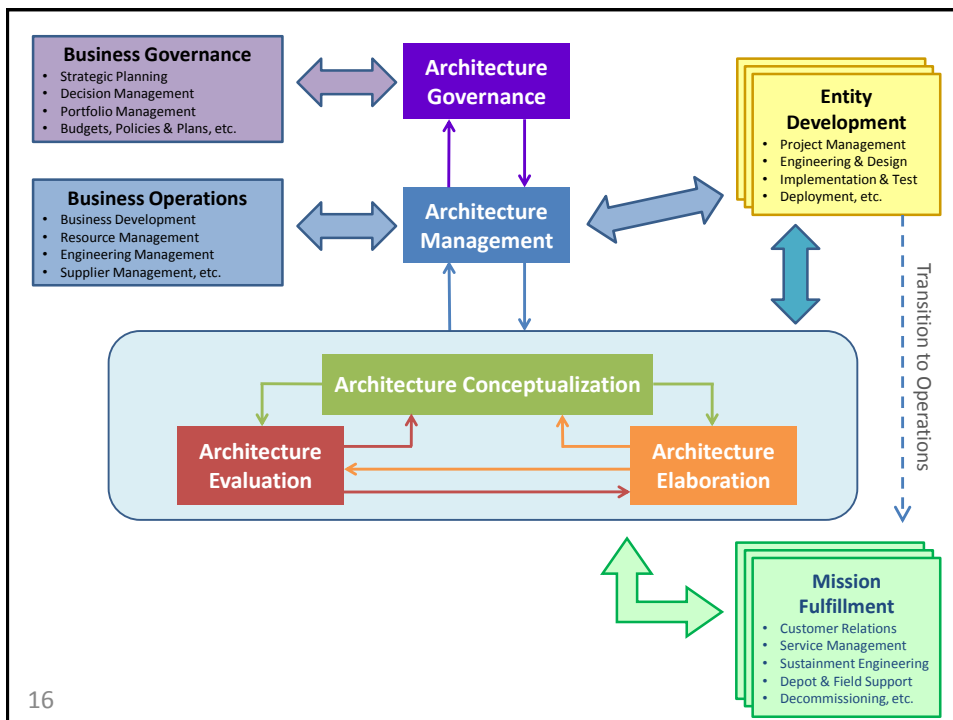 Business Governance
• Strategic Planning
• Decision Management
• Portfolio Management
• Budgets, Policies & Plans, etc.
Architecture
Governance
Entity
Development
• Project Management
• Engineering & Design
• Implementation & Test
• Deployment, etc.
Business Operations
• Business Development
• Resource Management
• Engineering Management
• Supplier Management, etc.
Architecture
Management
Transition to Operations
Architecture Conceptualization
Architecture
Evaluation
Architecture
Elaboration
Mission
Fulfillment
• Customer Relations
• Service Management
• Sustainment Engineering
• Depot & Field Support
• Decommissioning, etc.
16